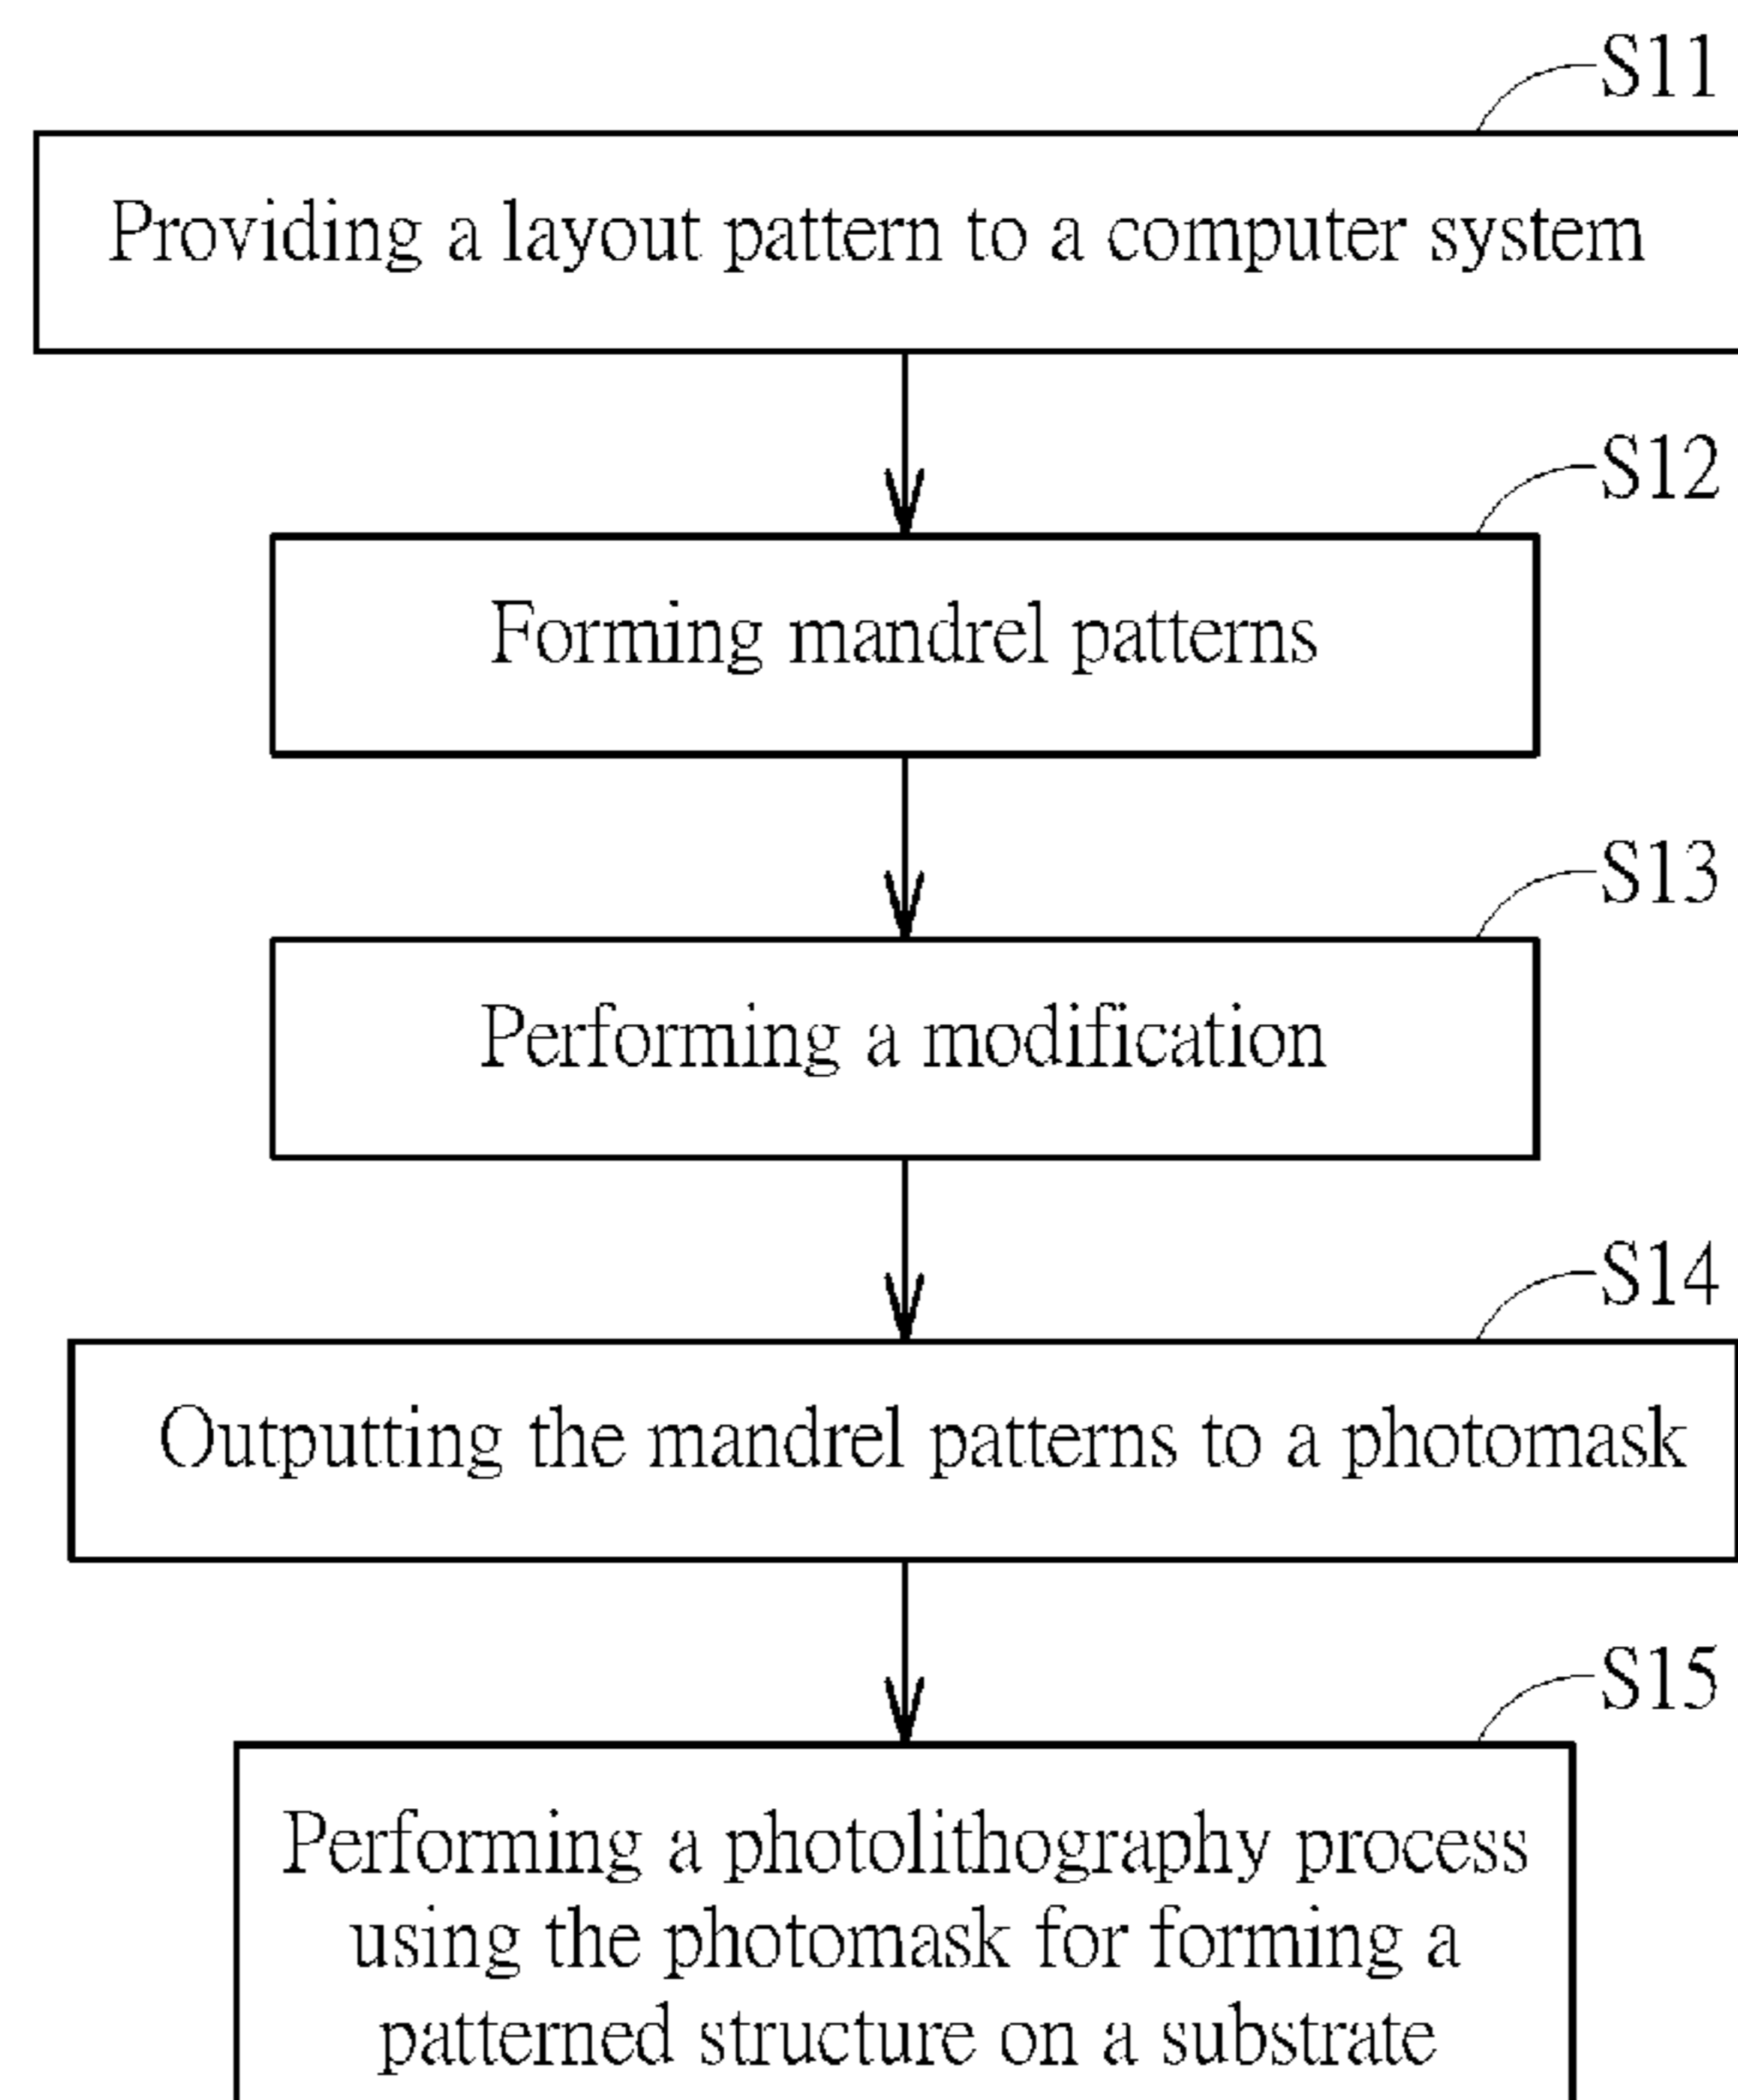 S11
Providing a layout pattern to a computer system
S12
Forming mandrel patterns
S13
Performing a modification
S14
Outputting the mandrel patterns to a photomask
S15
Performing a photolithography process
using the photomask for forming a
patterned structure on a substrate